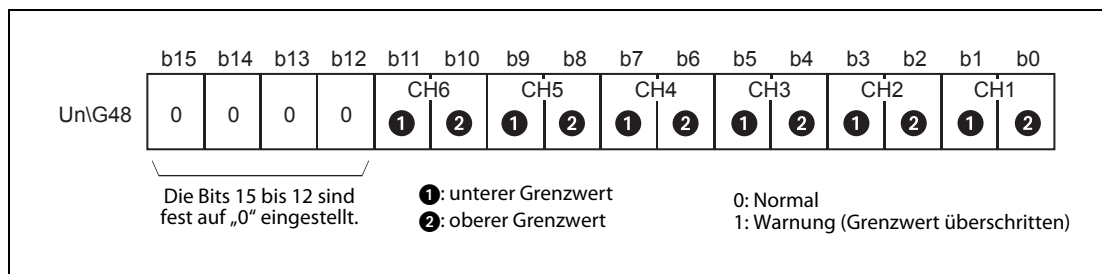 b15 b14 b13 b12 b11 b10 b9 b8 b7 b6 b5 b4 b3 b2 b1 b0
CH6 CH5 CH4 CH3 CH2 CH1
Un\G48 0 0 0 0 ❶ ❷ ❶ ❷ ❶ ❷ ❶ ❷ ❶ ❷ ❶ ❷
Die Bits 15 bis 12 sind
fest auf „0“ eingestellt.
❶: unterer Grenzwert
❷: oberer Grenzwert
0: Normal
1: Warnung (Grenzwert überschritten)